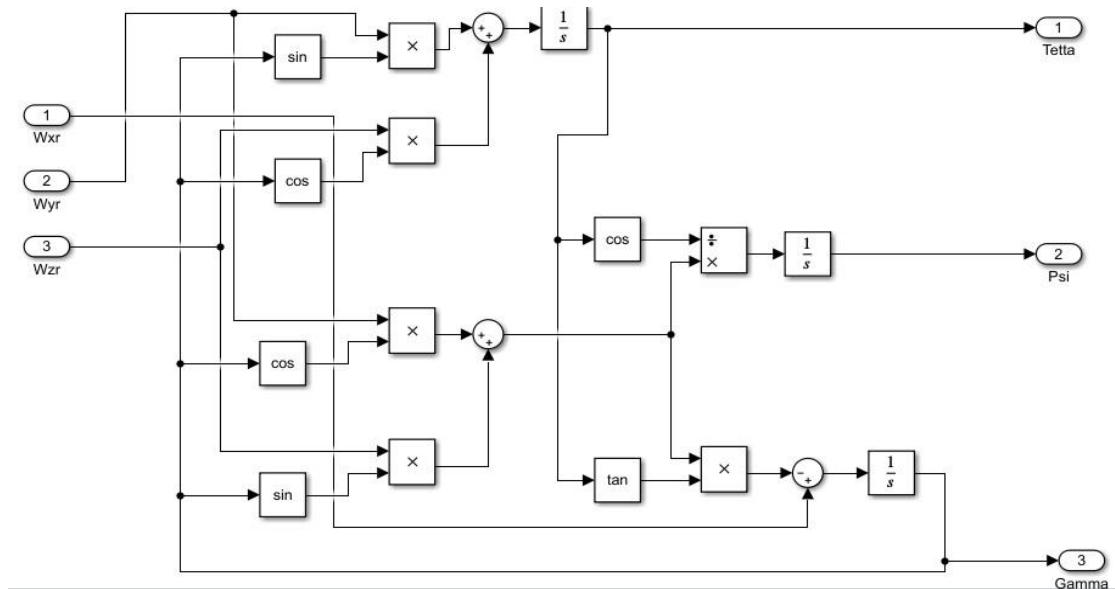 1
s
1
Tetta
sin
×
+
+
1
Wxr
×
2
Wyr
cos
3
Wzr
cos
÷
×
1
s
2
Psi
×
+
+
cos
×
sin
tan
×
−
+
1
s
3
Gamma